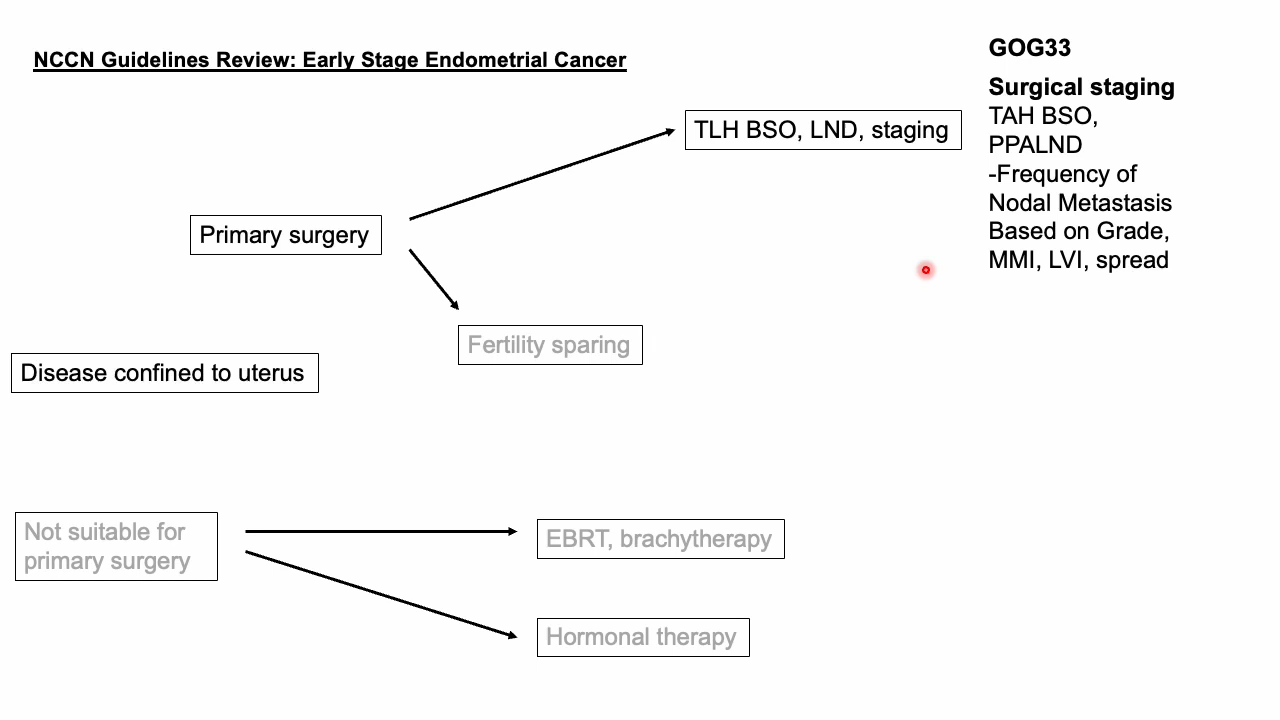 NCCN Guidelines Review: Early Stage Endometrial Cancer
GOG33
Surgical staging
TAH BSO,
PPALND
-Frequency of
Nodal Metastasis
Based on Grade,
MMI, LVI, spread
TLH BSO, LND, staging
Primary surgery
Fertility sparing
Disease confined to uterus
Not suitable for
primary surgery
EBRT, brachytherapy
Hormonal therapy